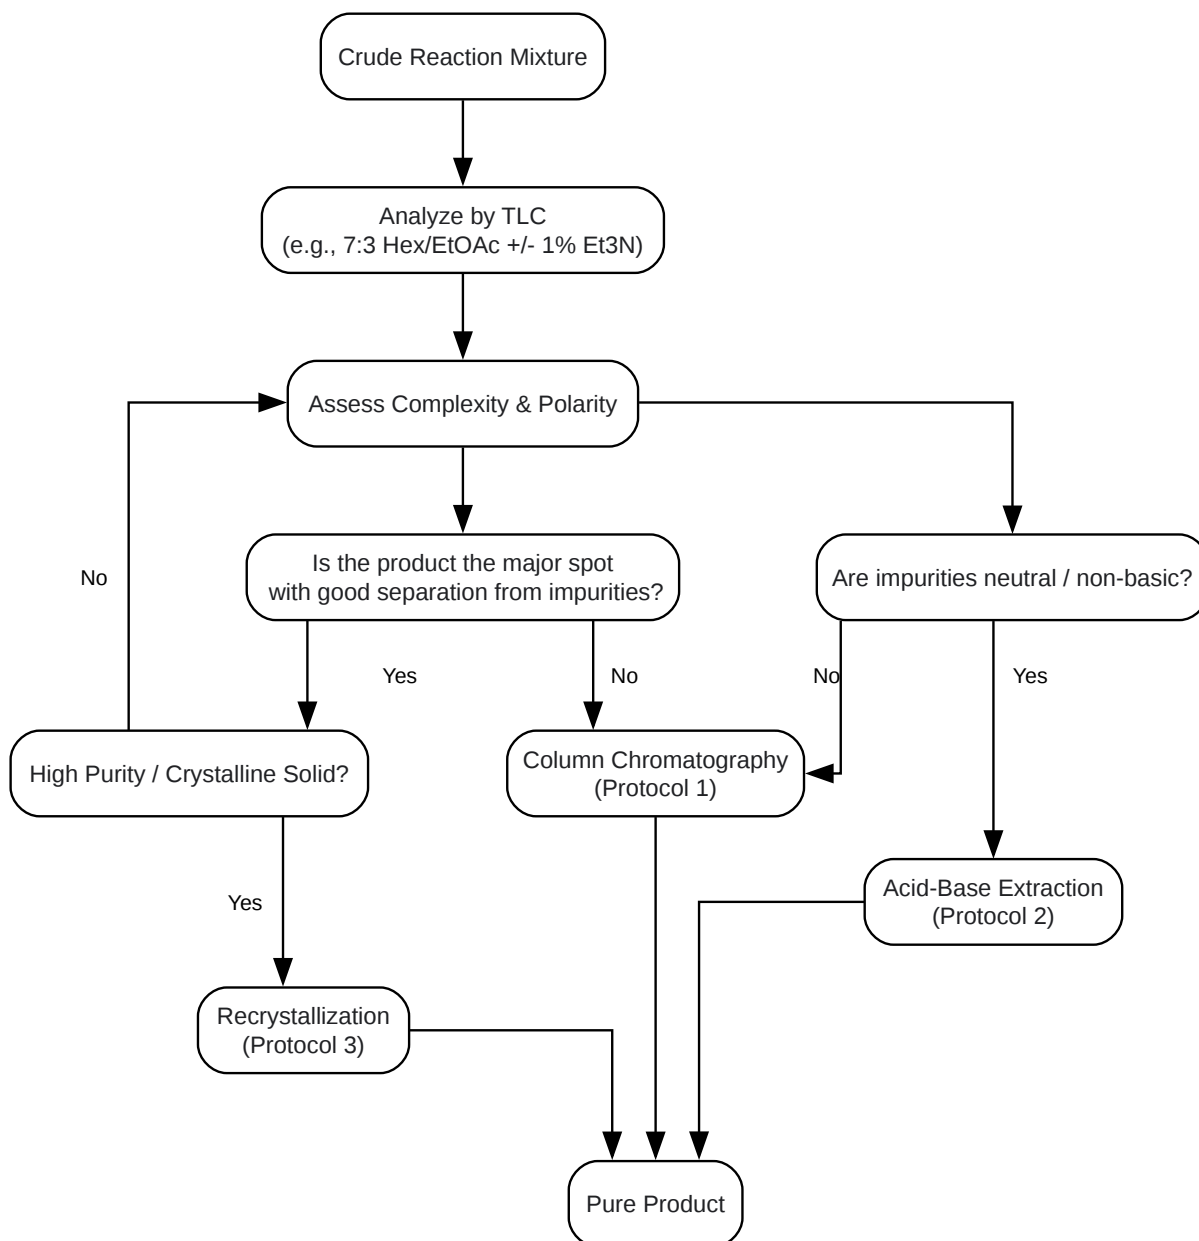 Crude Reaction Mixture
Analyze by TLC
(e.g., 7:3 Hex/EtOAc +/- 1% Et3N)
Assess Complexity & Polarity
Is the product the major spot
with good separation from impurities?
Are impurities neutral / non-basic?
No
Yes
No
No
Yes
High Purity / Crystalline Solid?
Column Chromatography
(Protocol 1)
Yes
Acid-Base Extraction
(Protocol 2)
Recrystallization
(Protocol 3)
Pure Product